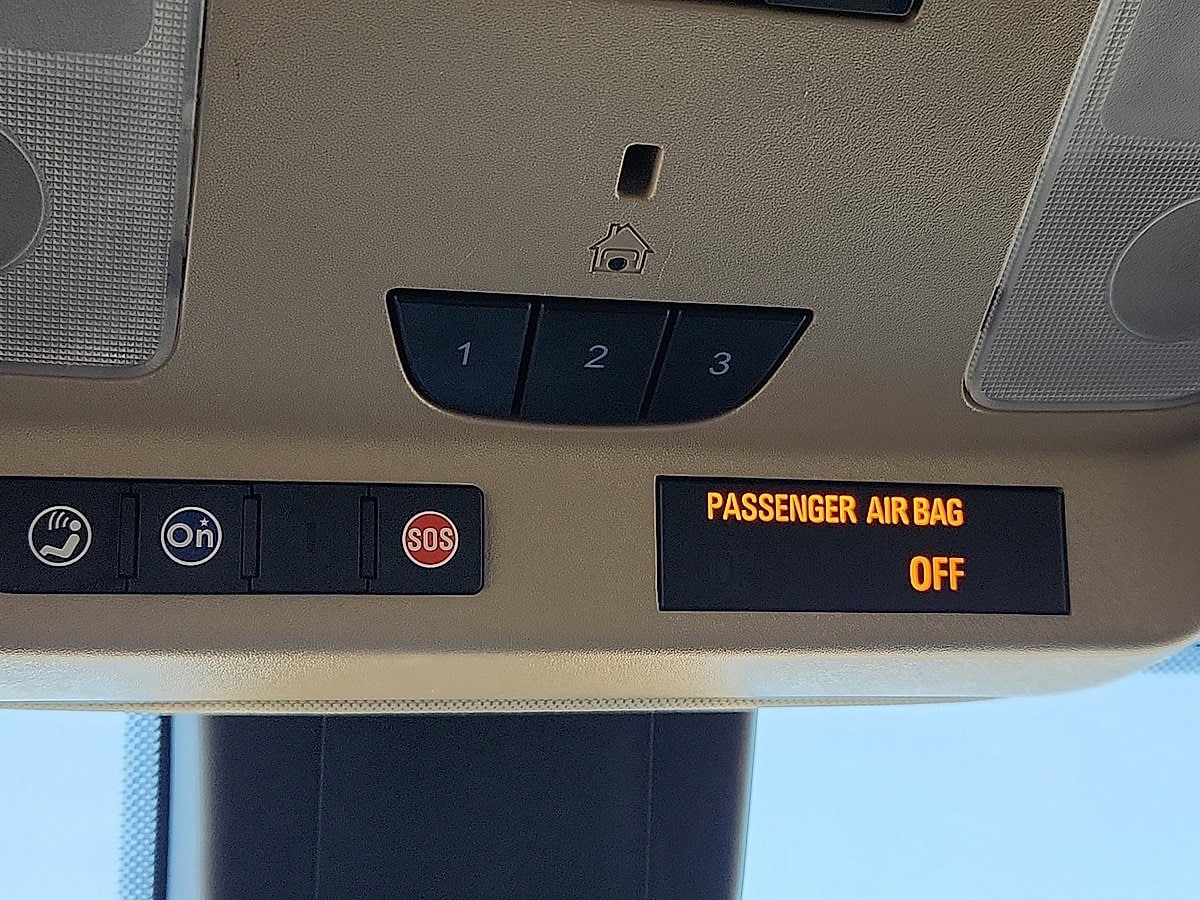 1 2 3
On
SOS
PASSENGER AIR BAG
OFF